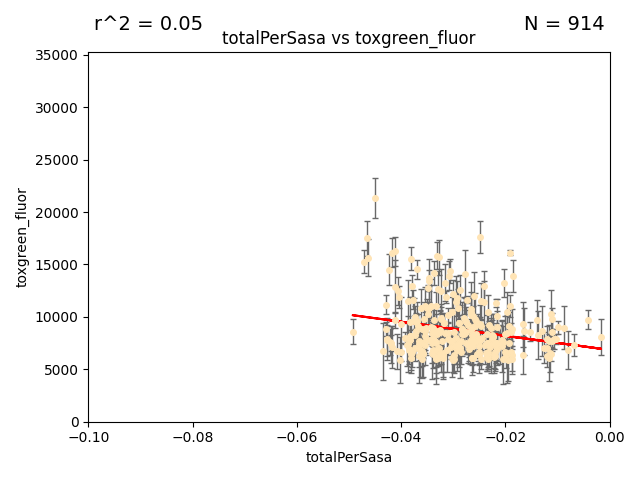 r^2 = 0.05
N = 914
totalPerSasa vs toxgreen_fluor
35000
30000
25000
20000
15000
10000
5000
0
toxgreen_fluor
−0.10
−0.08
−0.06
−0.04
−0.02
0.00
totalPerSasa